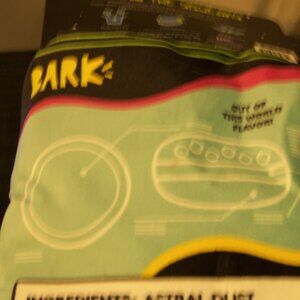 BARK
OUT OF
THIS WORLD
FLAVOR!
INGREDIENTS: ASTRAL DUST